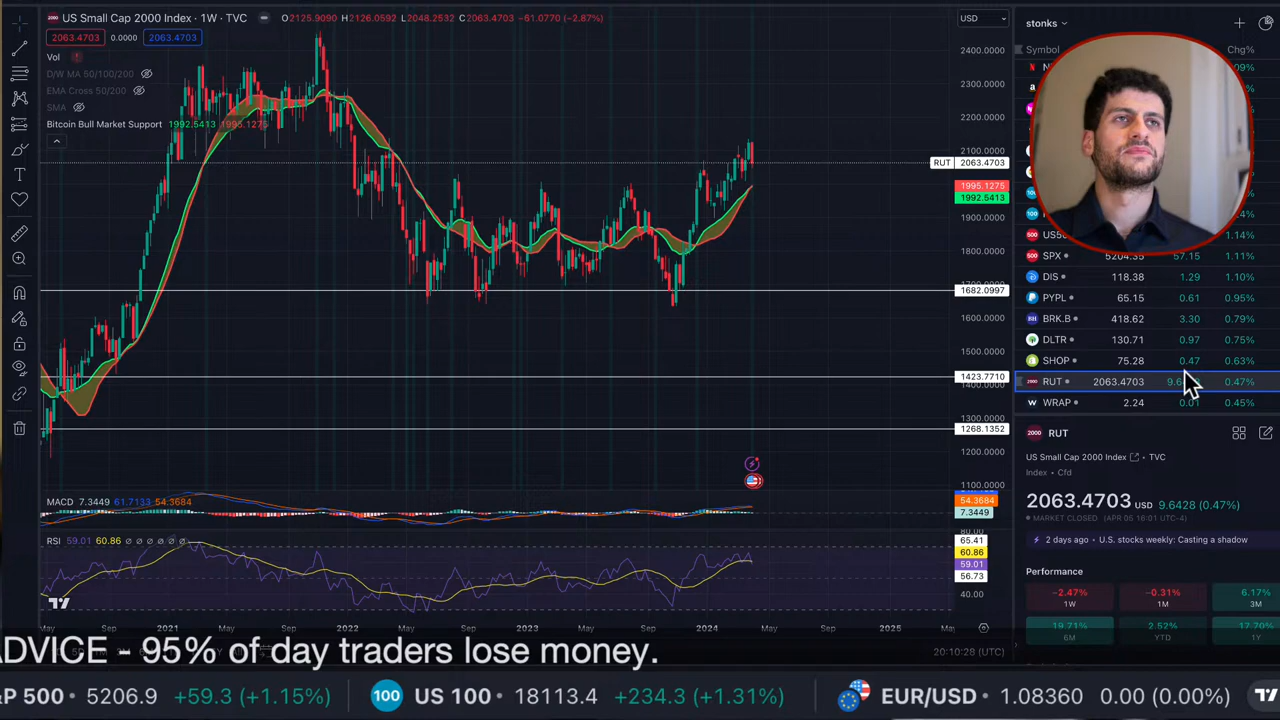 US Small Cap 2000 Index · 1W · TVC O2125.9090 H2126.0592 L2048.2532 C2063.4703 −61.0770 (−2.87%)
2063.4703 0.0000 2063.4703
Vol
D/W MA 50/100/200
EMA Cross 50/200
SMA
Bitcoin Bull Market Support 1992.5413 1995.1275
USD
2400.0000
2300.0000
2200.0000
2100.0000
RUT 2063.4703
1995.1275
1992.5413
1900.0000
1800.0000
1682.0997
1600.0000
1500.0000
1423.7710
1400.0000
1300.0000
1268.1352
1200.0000
1100.0000
MACD 7.3449 61.7133 54.3684
54.3684
7.3449
RSI 59.01 60.86
65.41
60.86
59.01
56.73
40.00
May Sep 2021 May Sep 2022 May Sep 2023 May Sep 2024 May Sep 2025
20:10:28 (UTC)
stonks
Symbol Chg%
SPX 5204.35 57.15 1.11%
DIS 118.38 1.29 1.10%
PYPL 65.15 0.61 0.95%
BRK.B 418.62 3.30 0.79%
DLTR 130.71 0.97 0.75%
SHOP 75.28 0.47 0.63%
RUT 2063.4703 0.47%
WRAP 2.24 0.01 0.45%
2000 RUT
US Small Cap 2000 Index · TVC
Index · Cfd
2063.4703 USD 9.6428 (0.47%)
MARKET CLOSED (APR 05 16:01 UTC-4)
2 days ago · U.S. stocks weekly: Casting a shadow
Performance
−2.47% −0.31% 6.17%
1W 1M 3M
19.71% 2.52% 17.70%
6M YTD 1Y
ADVICE - 95% of day traders lose money.
&P 500 · 5206.9 +59.3 (+1.15%) 100 US 100 · 18113.4 +234.3 (+1.31%) EUR/USD · 1.08360 0.00 (0.00%)